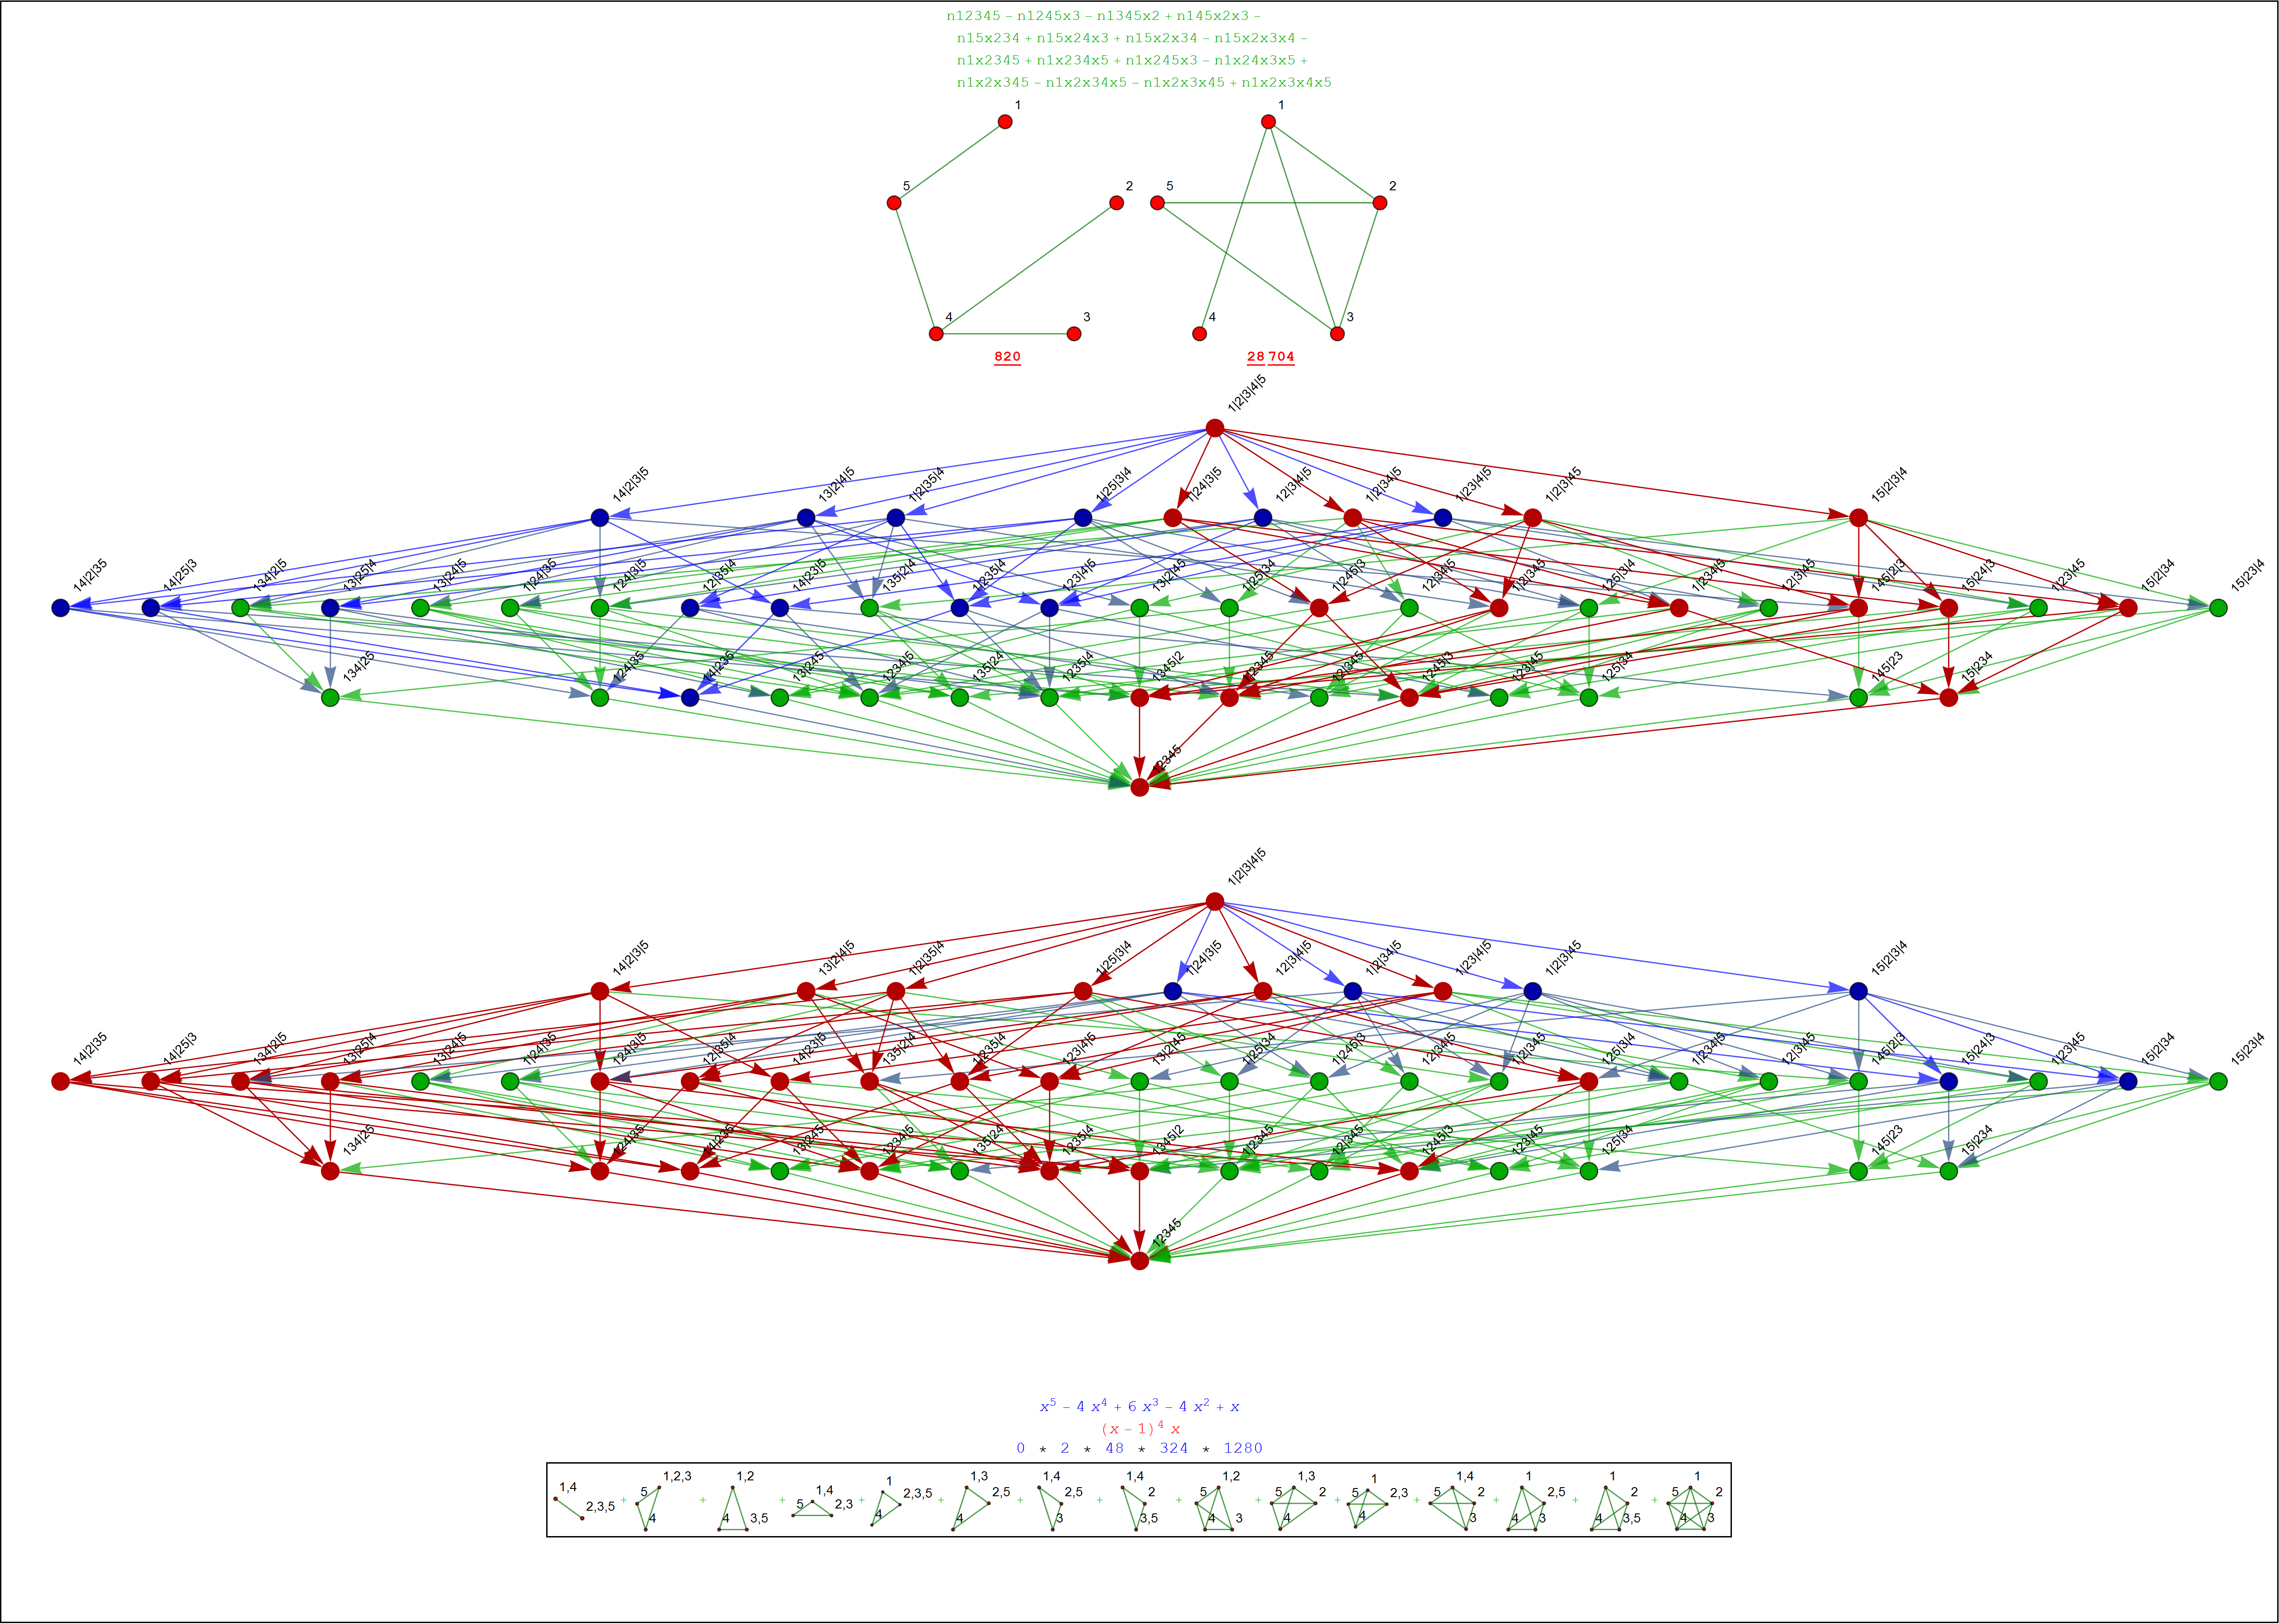 n12345 − n1245x3 − n1345x2 + n145x2x3 −
n15x234 + n15x24x3 + n15x2x34 − n15x2x3x4 −
n1x2345 + n1x234x5 + n1x245x3 − n1x24x3x5 +
n1x2x345 − n1x2x34x5 − n1x2x3x45 + n1x2x3x4x5
1 1
5 2 5 2
4 3 4 3
820 28 704
1|2|3|4|5
14|2|3|5 13|2|4|5 1|2|35|4 1|25|3|4 1|24|3|5 12|3|4|5 1|2|34|5 1|23|4|5 1|2|3|45 15|2|3|4
14|2|35 14|25|3 134|2|5 13|25|4 13|24|5 1|24|35 124|3|5 12|35|4 14|23|5 135|2|4 1|235|4 123|4|5 13|2|45 1|25|34 1|245|3 12|34|5 1|2|345 125|3|4 1|234|5 12|3|45 145|2|3 15|24|3 1|23|45 15|2|34 15|23|4
134|25 124|35 14|235 13|245 1234|5 135|24 1235|4 1345|2 1|2345 12|345 1245|3 123|45 125|34 145|23 15|234
12345
1|2|3|4|5
14|2|3|5 13|2|4|5 1|2|35|4 1|25|3|4 1|24|3|5 12|3|4|5 1|2|34|5 1|23|4|5 1|2|3|45 15|2|3|4
14|2|35 14|25|3 134|2|5 13|25|4 13|24|5 1|24|35 124|3|5 12|35|4 14|23|5 135|2|4 1|235|4 123|4|5 13|2|45 1|25|34 1|245|3 12|34|5 1|2|345 125|3|4 1|234|5 12|3|45 145|2|3 15|24|3 1|23|45 15|2|34 15|23|4
134|25 124|35 14|235 13|245 1234|5 135|24 1235|4 1345|2 1|2345 12|345 1245|3 123|45 125|34 145|23 15|234
12345
x⁵ − 4 x⁴ + 6 x³ − 4 x² + x
(x − 1)⁴ x
0 * 2 * 48 * 324 * 1280
1,4 2,3,5 + 1,2,3 5 4 + 1,2 4 3,5 + 1,4 5 2,3 + 1 2,3,5 4 + 1,3 2,5 4 + 1,4 2,5 3 + 1,4 2 3,5 + 1,2 5 4 3 + 1,3 5 2 4 + 1 5 2,3 4 + 1,4 5 2 3 + 1 2,5 4 3 + 1 2 4 3,5 + 1 5 2 4 3